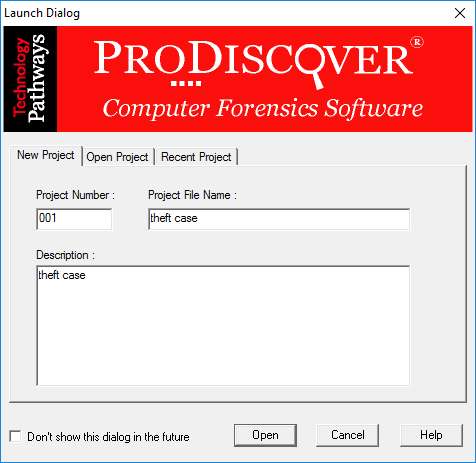 Launch Dialog
Technology
Pathways
PRODISCOVER®
Computer Forensics Software
New Project
Open Project
Recent Project
Project Number :
Project File Name :
001
theft case
Description :
theft case
Don't show this dialog in the future
Open
Cancel
Help